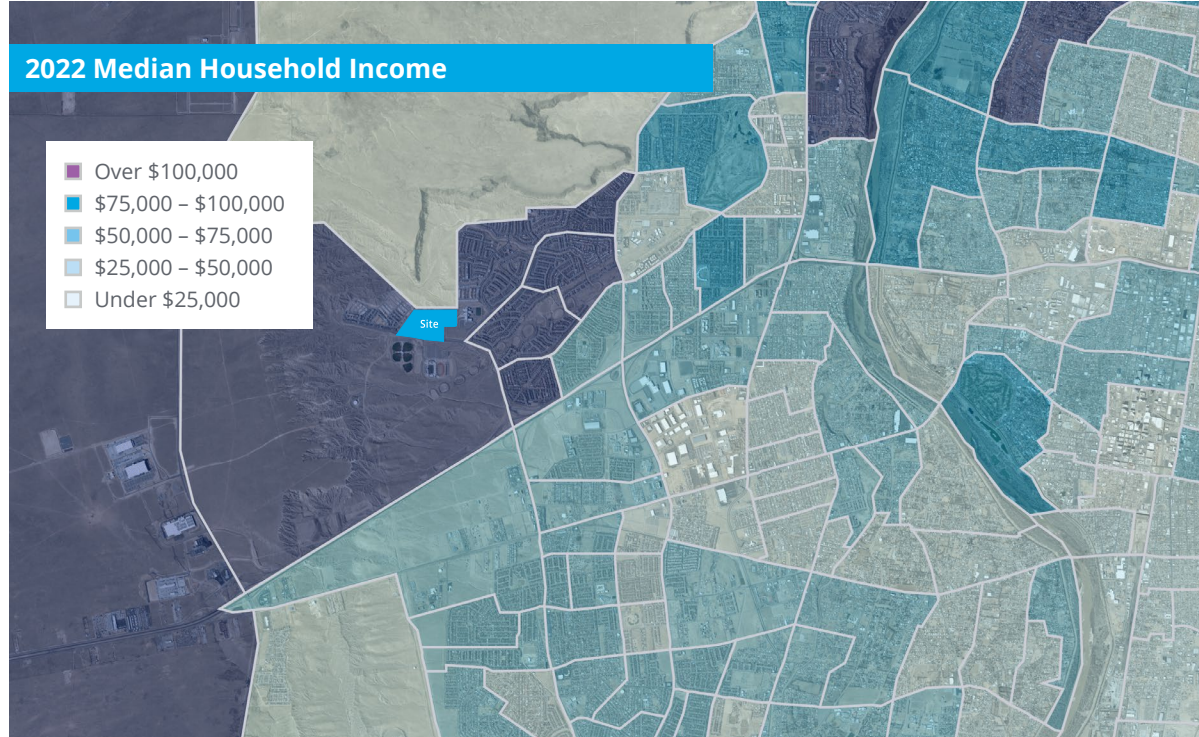 2022 Median Household Income
Over $100,000
$75,000 – $100,000
$50,000 – $75,000
$25,000 – $50,000
Under $25,000
Site